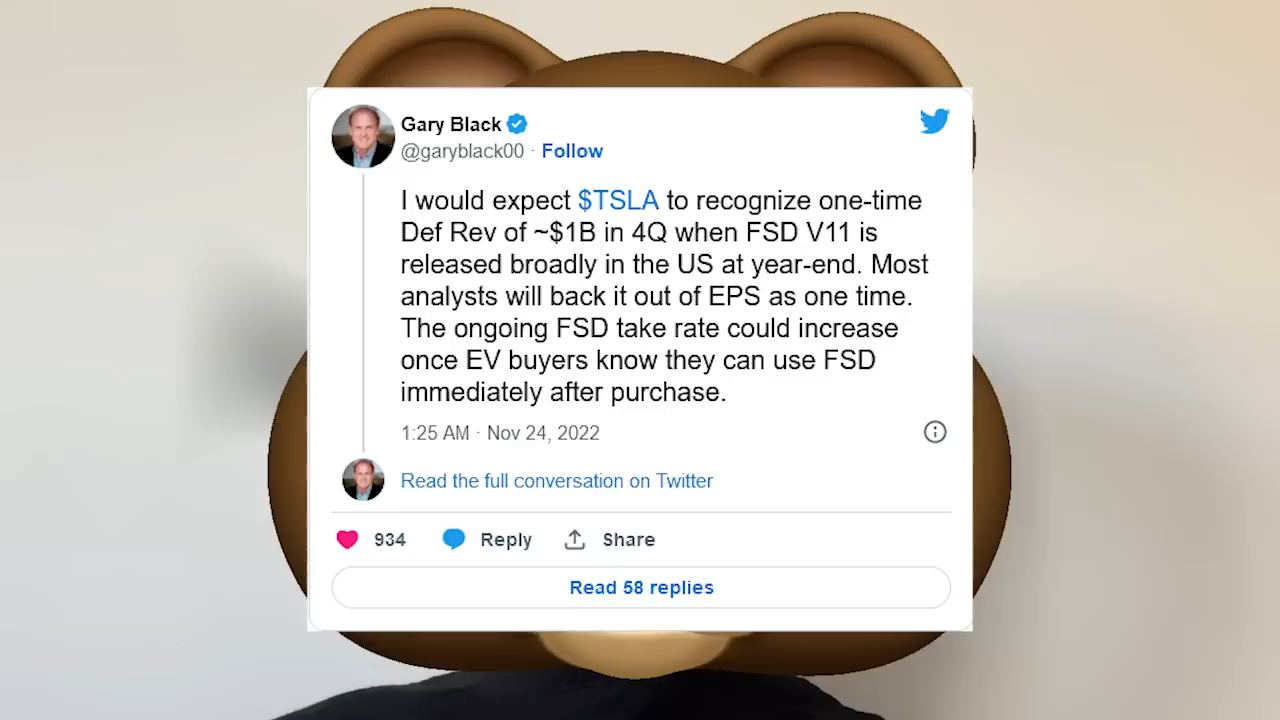 Gary Black
@garyblack00 · Follow
I would expect $TSLA to recognize one-time
Def Rev of ~$1B in 4Q when FSD V11 is
released broadly in the US at year-end. Most
analysts will back it out of EPS as one time.
The ongoing FSD take rate could increase
once EV buyers know they can use FSD
immediately after purchase.
1:25 AM · Nov 24, 2022
Read the full conversation on Twitter
934 Reply Share
Read 58 replies